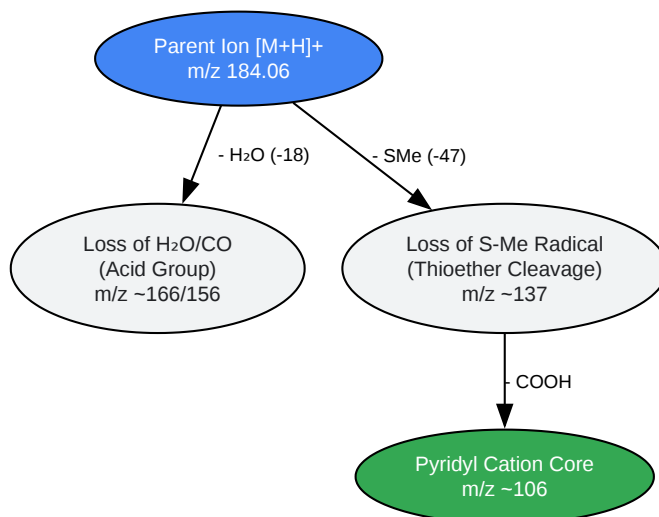 Parent Ion [M+H]+
m/z 184.06
- H₂O (-18)
- SMe (-47)
Loss of H₂O/CO
(Acid Group)
m/z ~166/156
Loss of S-Me Radical
(Thioether Cleavage)
m/z ~137
- COOH
Pyridyl Cation Core
m/z ~106